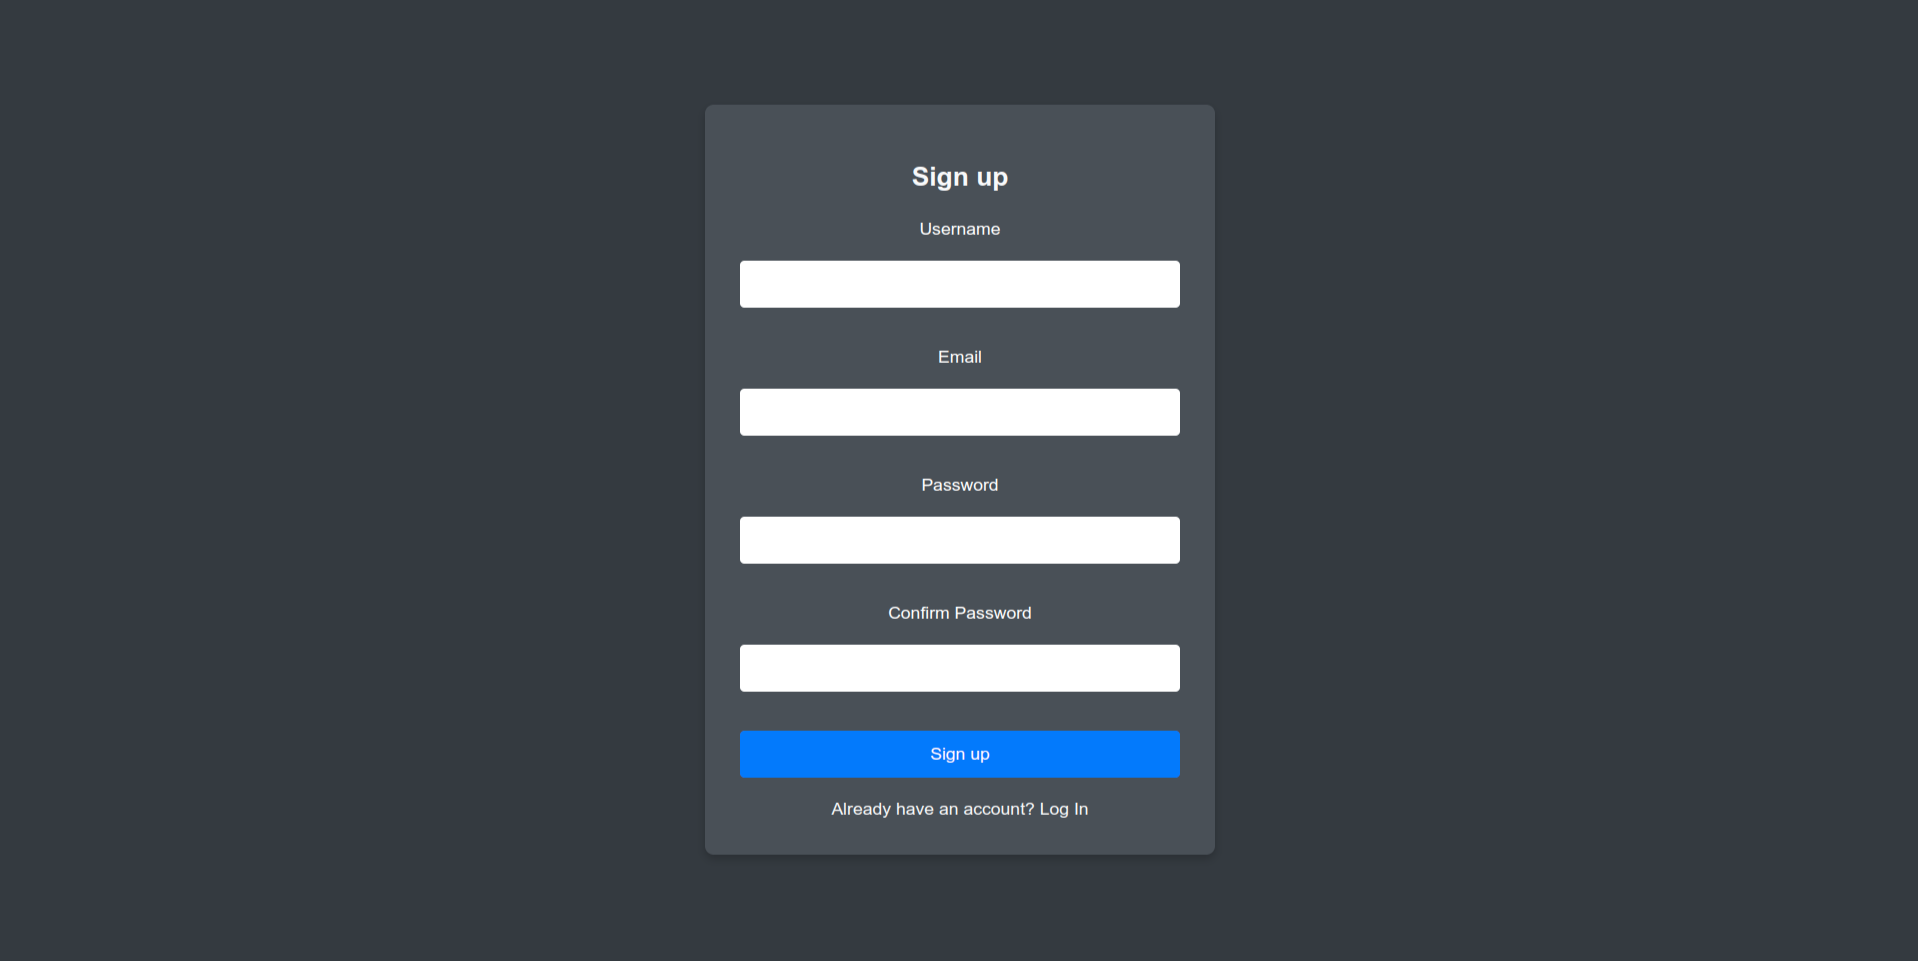 Sign up
Username
Email
Password
Confirm Password
Sign up
Already have an account? Log In